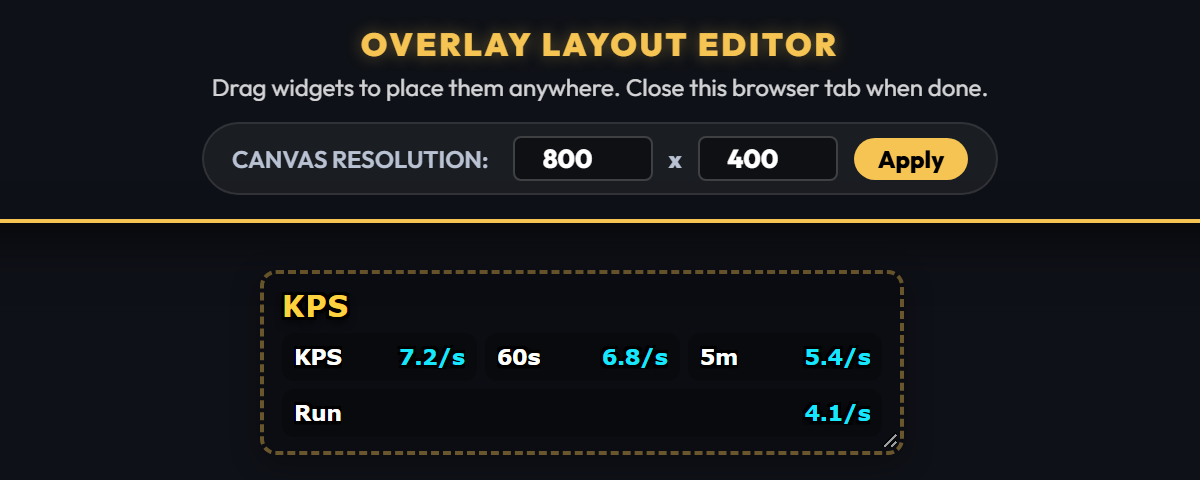 OVERLAY LAYOUT EDITOR
Drag widgets to place them anywhere. Close this browser tab when done.
CANVAS RESOLUTION: 800 x 400 Apply
KPS
KPS 7.2/s 60s 6.8/s 5m 5.4/s
Run 4.1/s